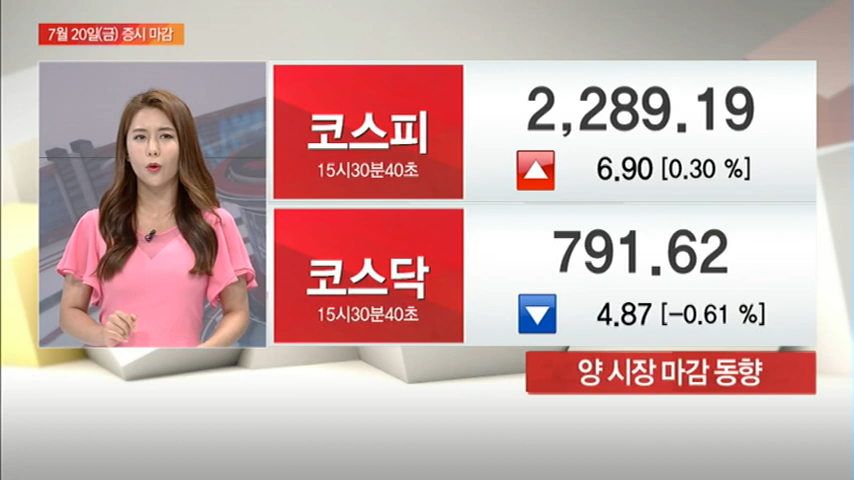 7월 20일(금) 증시 마감
코스피
15시30분40초
2,289.19
▲ 6.90 [0.30 %]
코스닥
15시30분40초
791.62
▼ 4.87 [-0.61 %]
양 시장 마감 동향